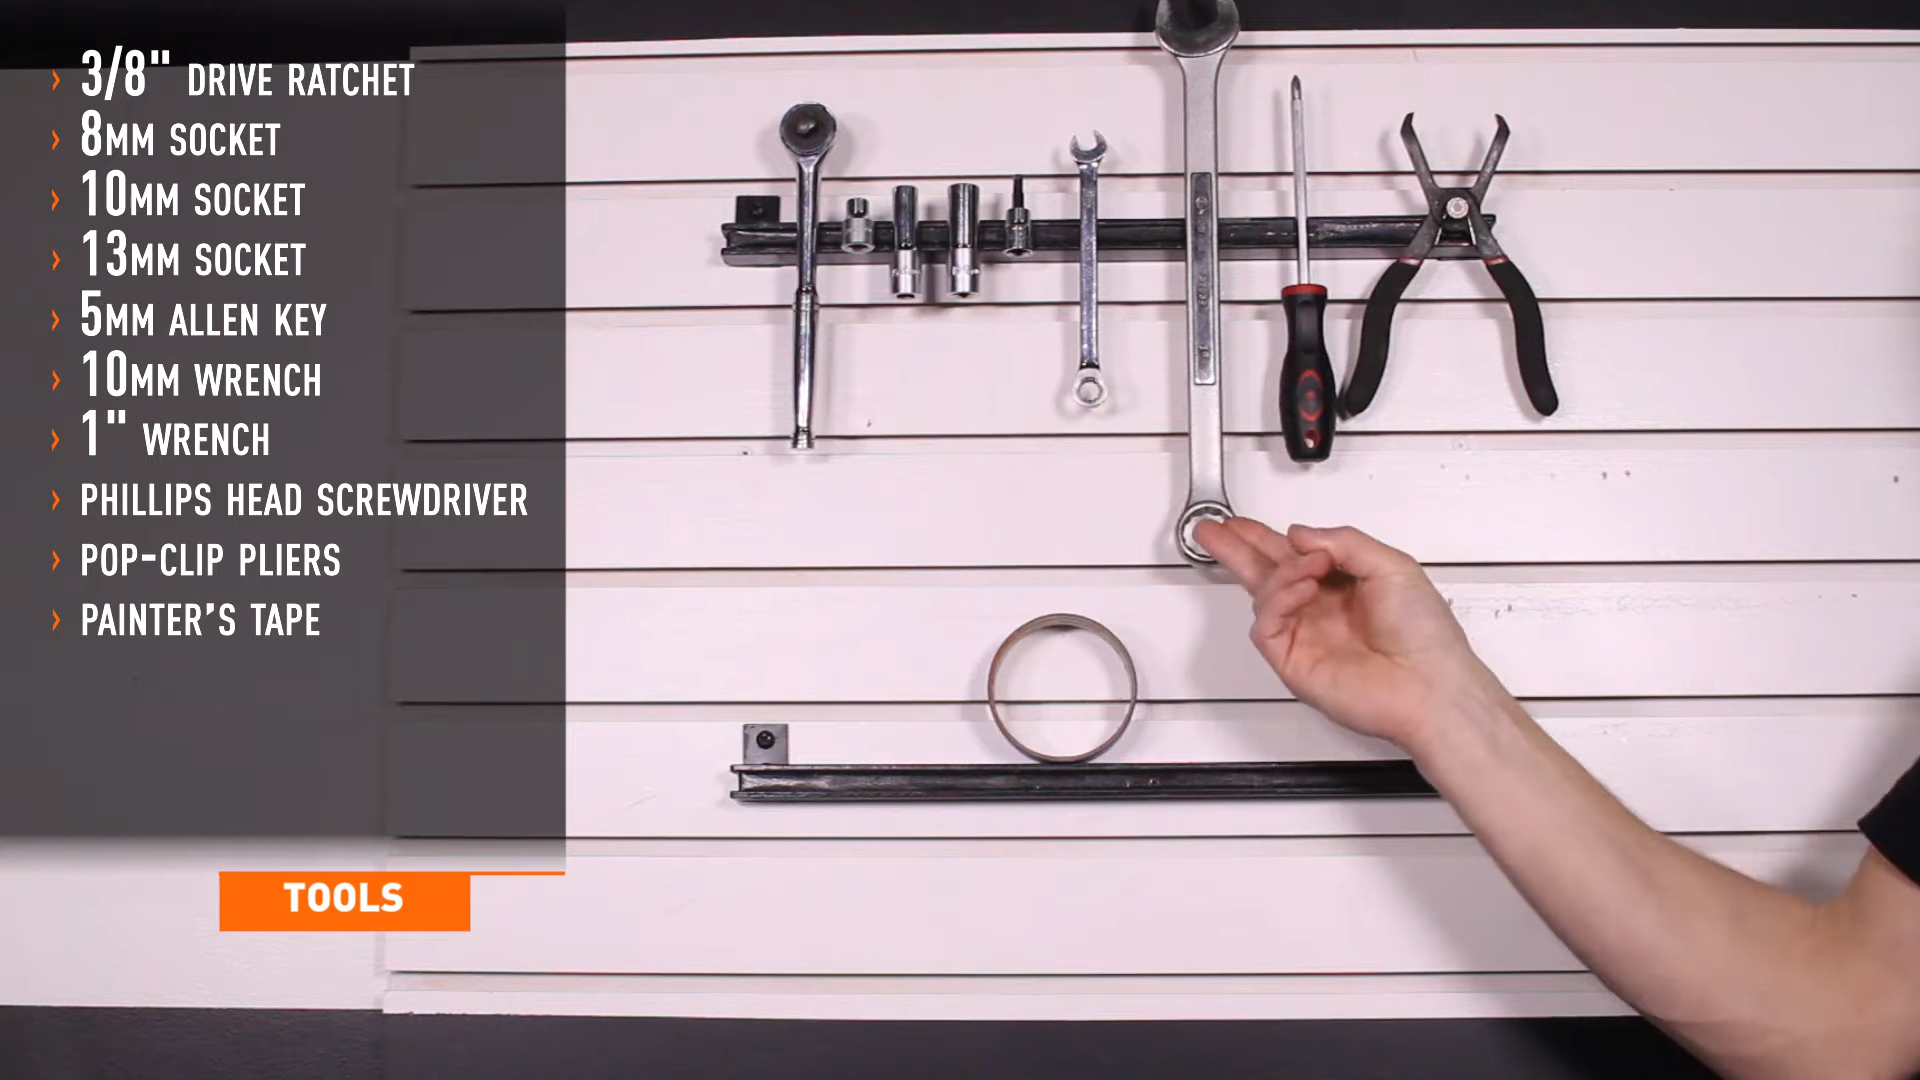 3/8" DRIVE RATCHET
8MM SOCKET
10MM SOCKET
13MM SOCKET
5MM ALLEN KEY
10MM WRENCH
1" WRENCH
PHILLIPS HEAD SCREWDRIVER
POP-CLIP PLIERS
PAINTER'S TAPE
TOOLS